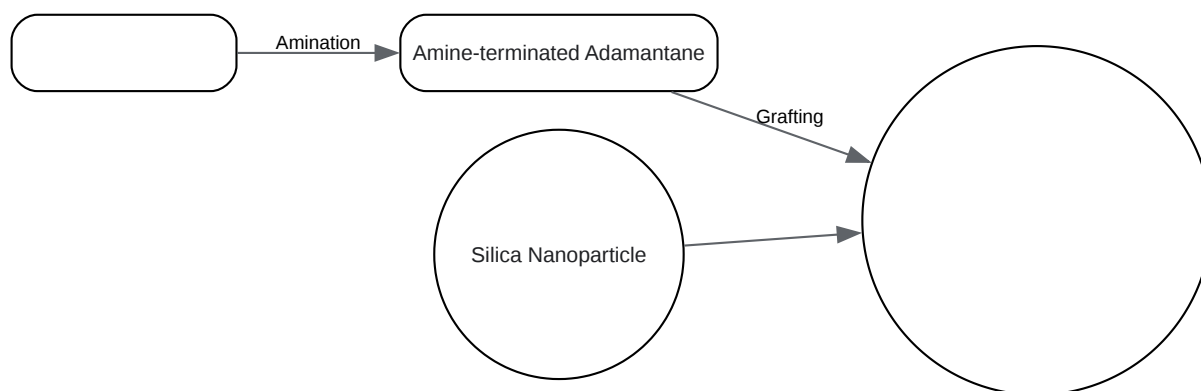 Amination
Amine-terminated Adamantane
Grafting
Silica Nanoparticle